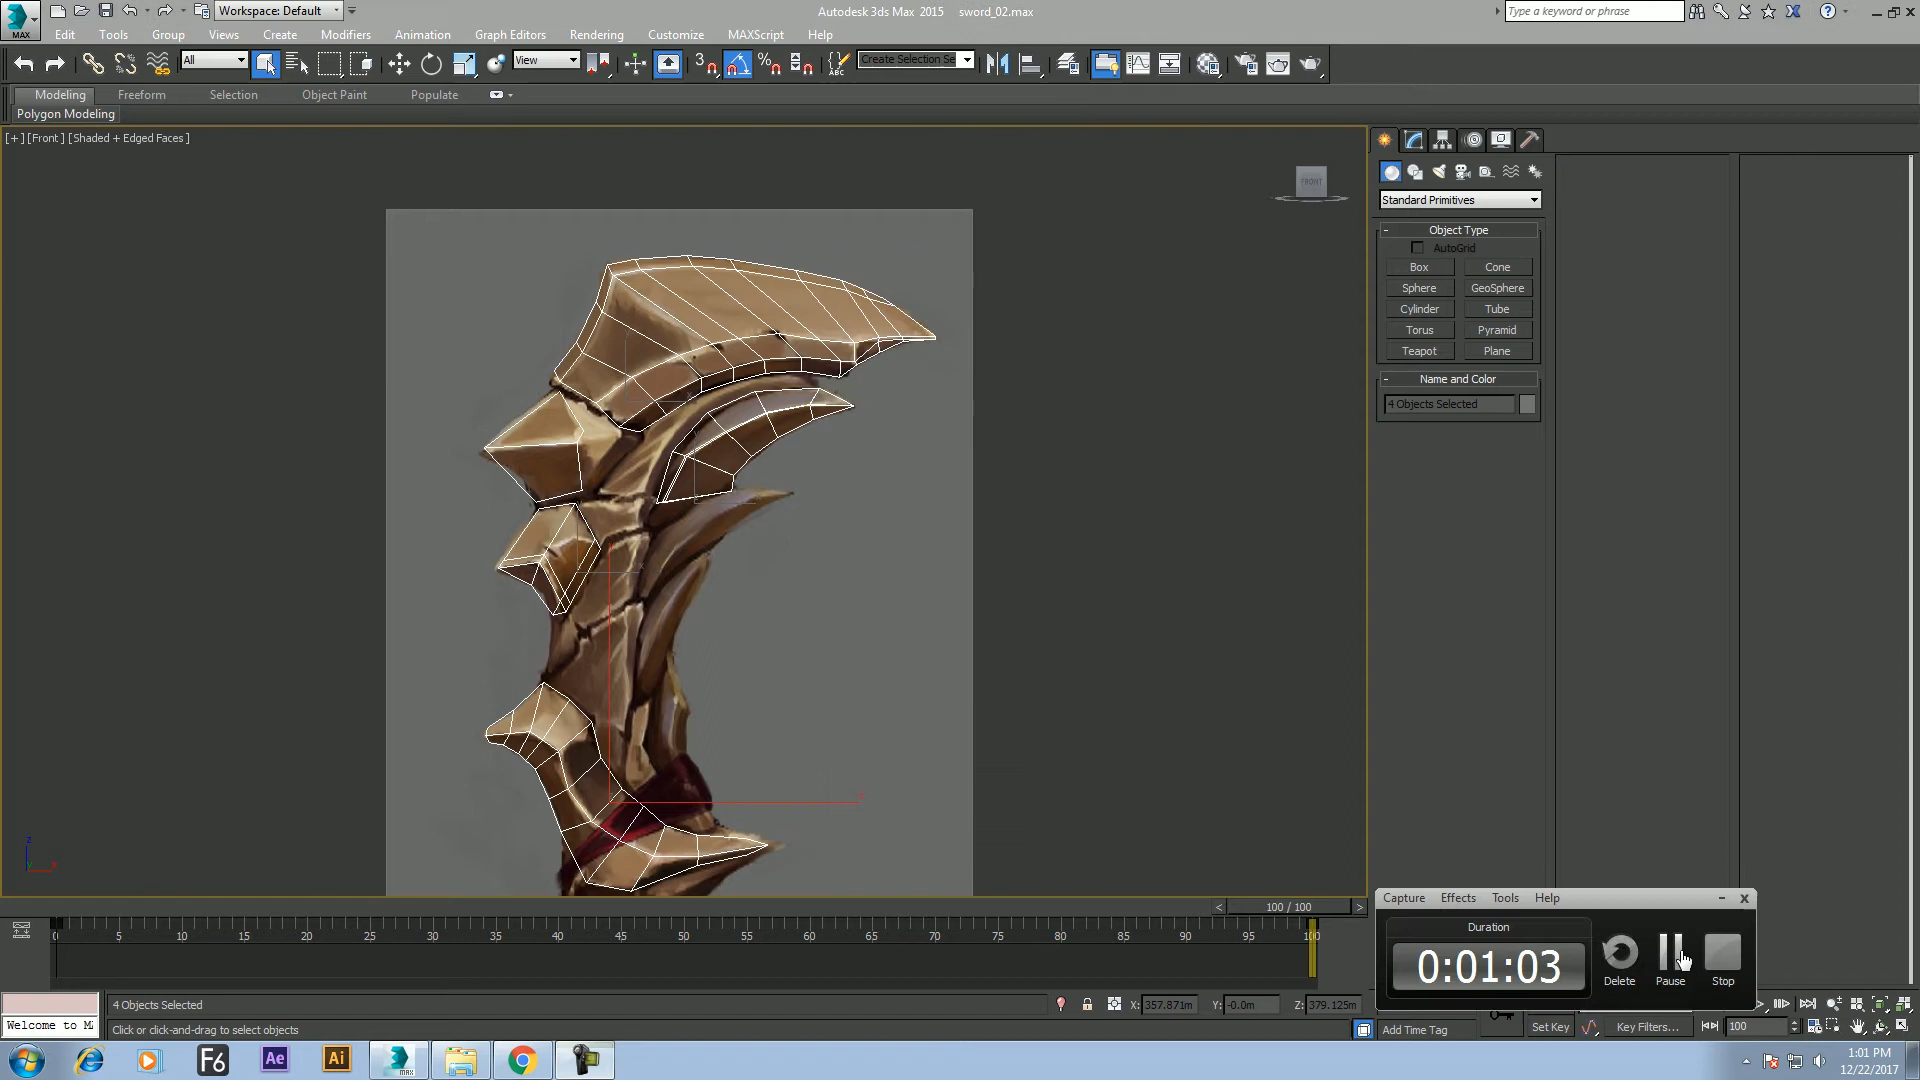 Workspace: Default
Autodesk 3ds Max 2015 sword_02.max
Type a keyword or phrase
MAX
Edit Tools Group Views Create Modifiers Animation Graph Editors Rendering Customize MAXScript Help
All
View
3
ABC
Create Selection Se
Modeling Freeform Selection Object Paint Populate
Polygon Modeling
[+] [Front] [Shaded + Edged Faces]
FRONT
Standard Primitives
Object Type
AutoGrid
Box Cone
Sphere GeoSphere
Cylinder Tube
Torus Pyramid
Teapot Plane
Name and Color
4 Objects Selected
Capture Effects Tools Help
Duration
0:01:03
Delete Pause Stop
100 / 100
0 5 10 15 20 25 30 35 40 45 50 55 60 65 70 75 80 85 90 95 100
4 Objects Selected
X: 357.871m Y: -0.0m Z: 379.125m
Welcome to M
Click or click-and-drag to select objects
Add Time Tag
Set Key
Key Filters...
100
F6 Ae Ai
MAX
1:01 PM
12/22/2017